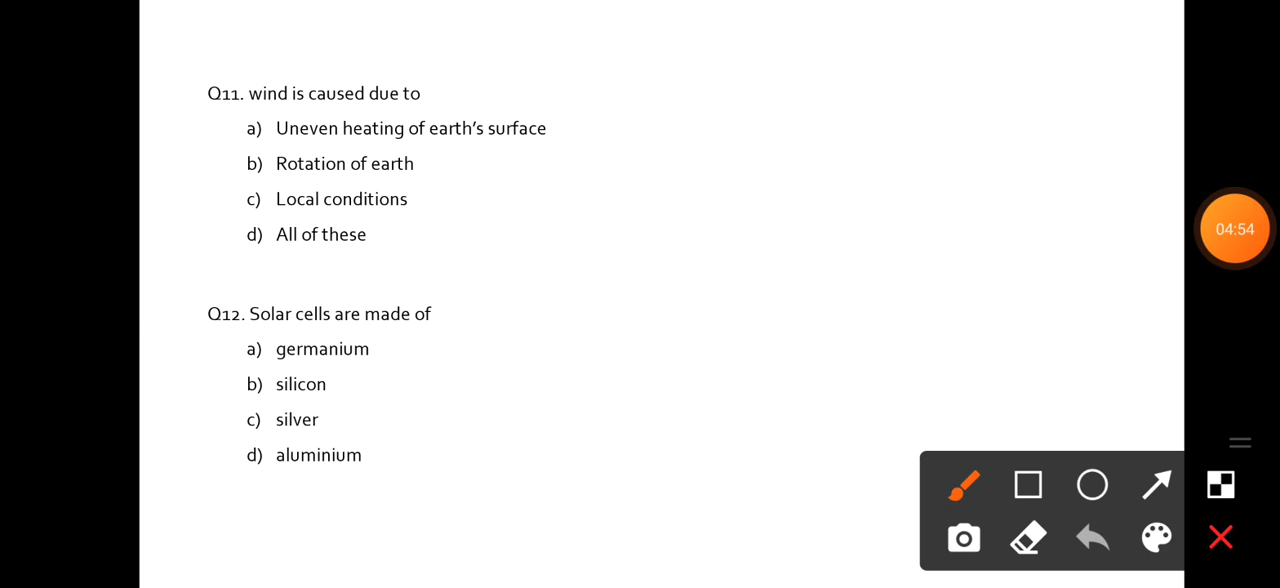 Q11. wind is caused due to
a) Uneven heating of earth's surface
b) Rotation of earth
c) Local conditions
d) All of these
04:54
Q12. Solar cells are made of
a) germanium
b) silicon
c) silver
d) aluminium